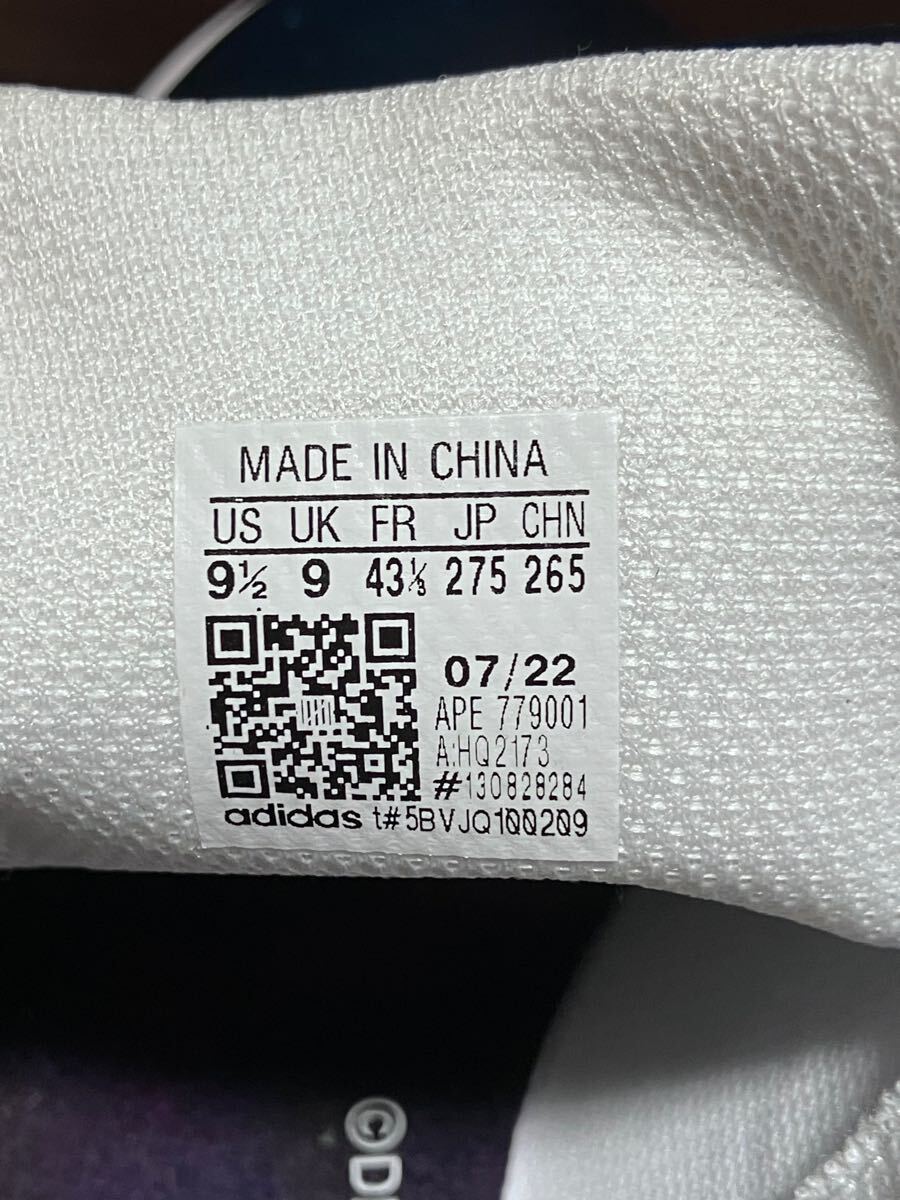 MADE IN CHINA
US UK FR JP CHN
9½ 9 43⅓ 275 265
07/22
APE 779001
A:HQ2173
#130828284
adidas t#5BVJQ100209
©D